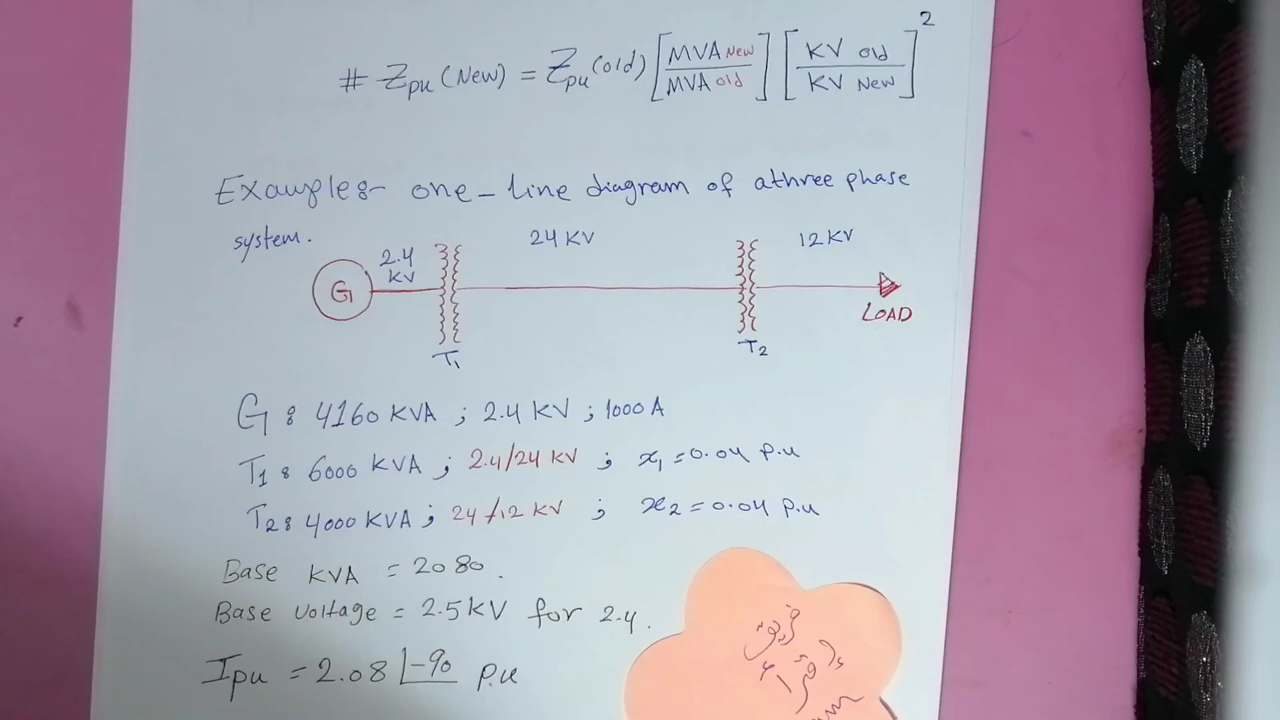 # Zpu (New) = Zpu (old) [MVA New / MVA old] [KV old / KV New]²
Example:- one-line diagram of a three phase
system.
2.4 KV 24 KV 12 KV
G LOAD
T₁ T₂
G : 4160 KVA ; 2.4 KV ; 1000 A
T₁ : 6000 KVA ; 2.4/24 KV ; x₁ = 0.04 p.u
T₂ : 4000 KVA ; 24/12 KV ; x₂ = 0.04 p.u
Base KVA = 2080.
Base voltage = 2.5 KV for 2.4.
Ipu = 2.08 ∠-90 p.u